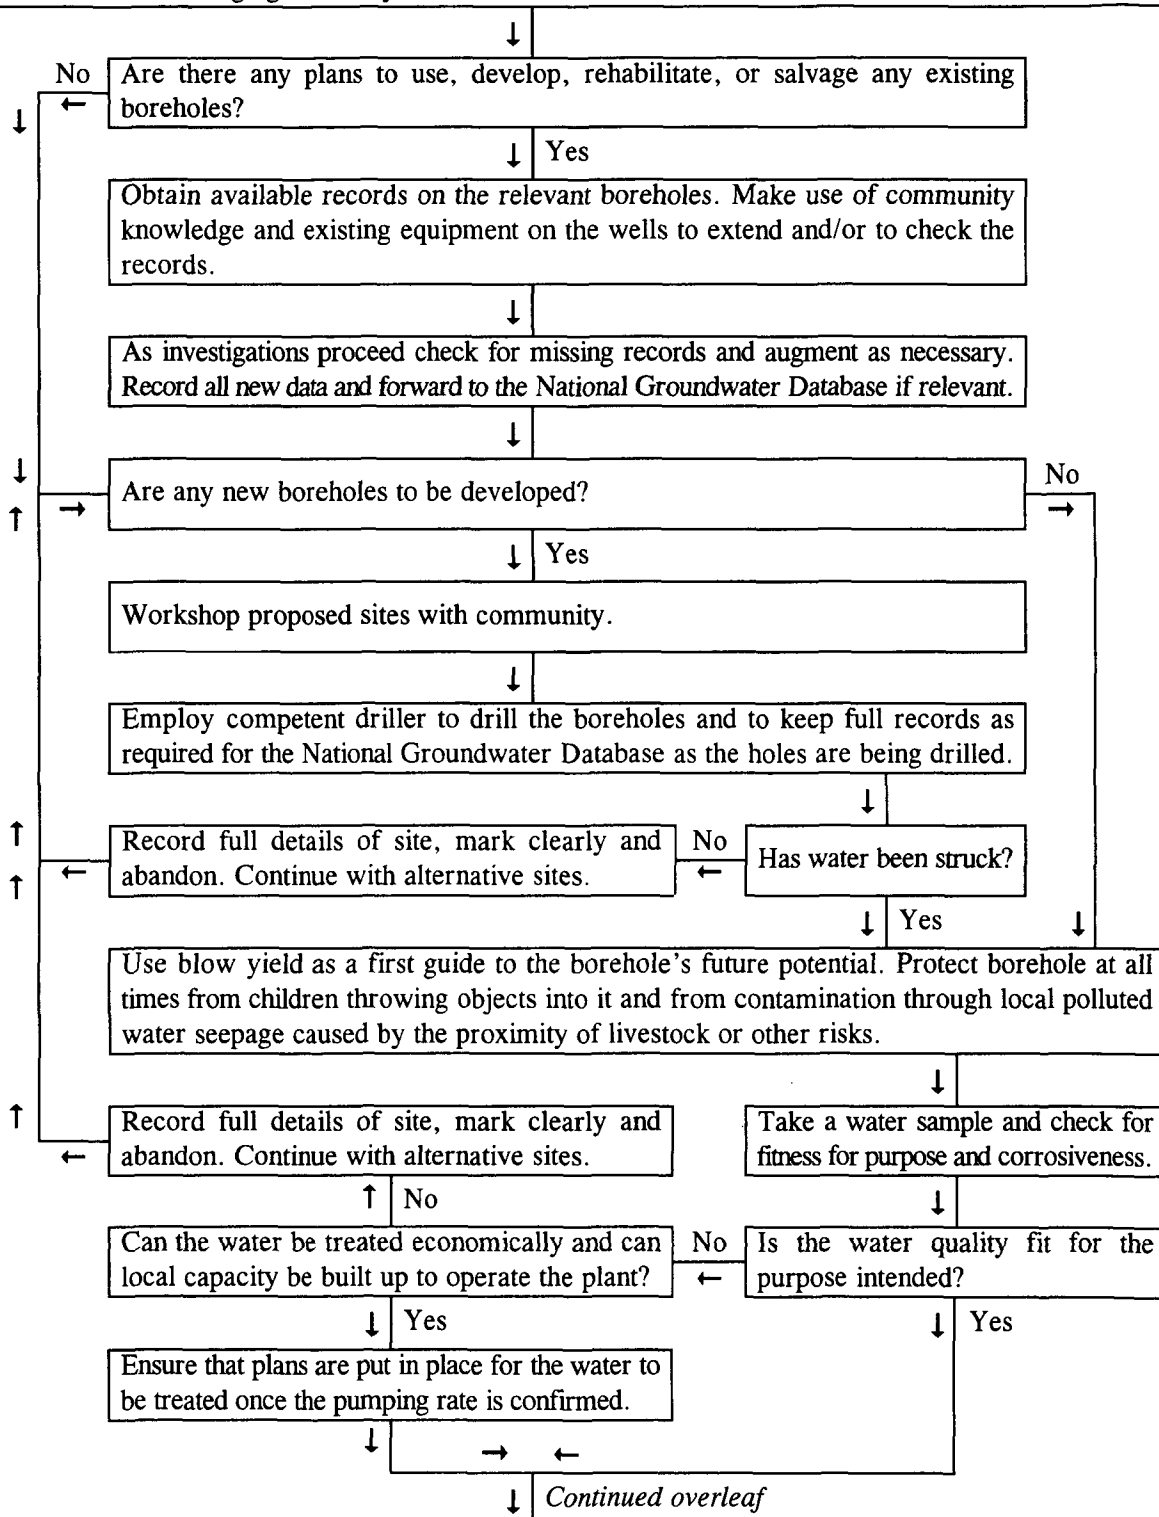 No
Are there any plans to use, develop, rehabilitate, or salvage any existing
boreholes?
Yes
Obtain available records on the relevant boreholes. Make use of community
knowledge and existing equipment on the wells to extend and/or to check the
records.
As investigations proceed check for missing records and augment as necessary.
Record all new data and forward to the National Groundwater Database if relevant.
Are any new boreholes to be developed?
No
Yes
Workshop proposed sites with community.
Employ competent driller to drill the boreholes and to keep full records as
required for the National Groundwater Database as the holes are being drilled.
Record full details of site, mark clearly and
abandon. Continue with alternative sites.
No
Has water been struck?
Yes
Use blow yield as a first guide to the borehole's future potential. Protect borehole at all
times from children throwing objects into it and from contamination through local polluted
water seepage caused by the proximity of livestock or other risks.
Record full details of site, mark clearly and
abandon. Continue with alternative sites.
Take a water sample and check for
fitness for purpose and corrosiveness.
No
Can the water be treated economically and can
local capacity be built up to operate the plant?
No
Is the water quality fit for the
purpose intended?
Yes
Yes
Ensure that plans are put in place for the water to
be treated once the pumping rate is confirmed.
Continued overleaf